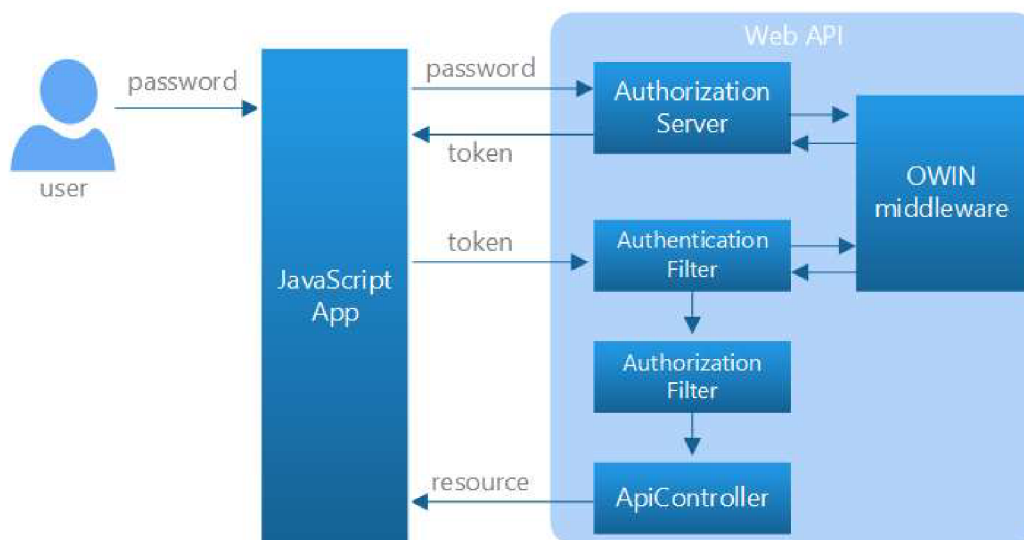 Web API
password
password
Authorization
Server
token
user
OWIN
middleware
token
Authentication
Filter
JavaScript
App
Authorization
Filter
resource
ApiController